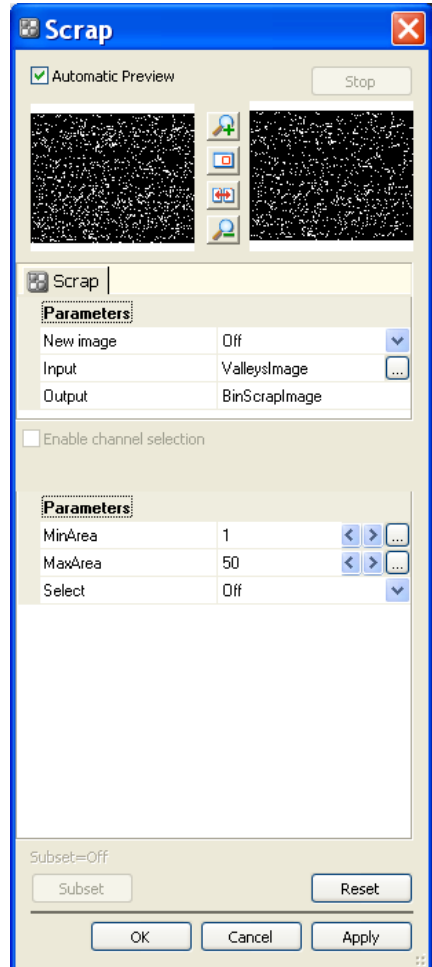 Scrap
Automatic Preview
Stop
Scrap
Parameters
New image Off
Input ValleysImage ...
Output BinScrapImage
Enable channel selection
Parameters
MinArea 1 < > ...
MaxArea 50 < > ...
Select Off
Subset=Off
Subset Reset
OK Cancel Apply